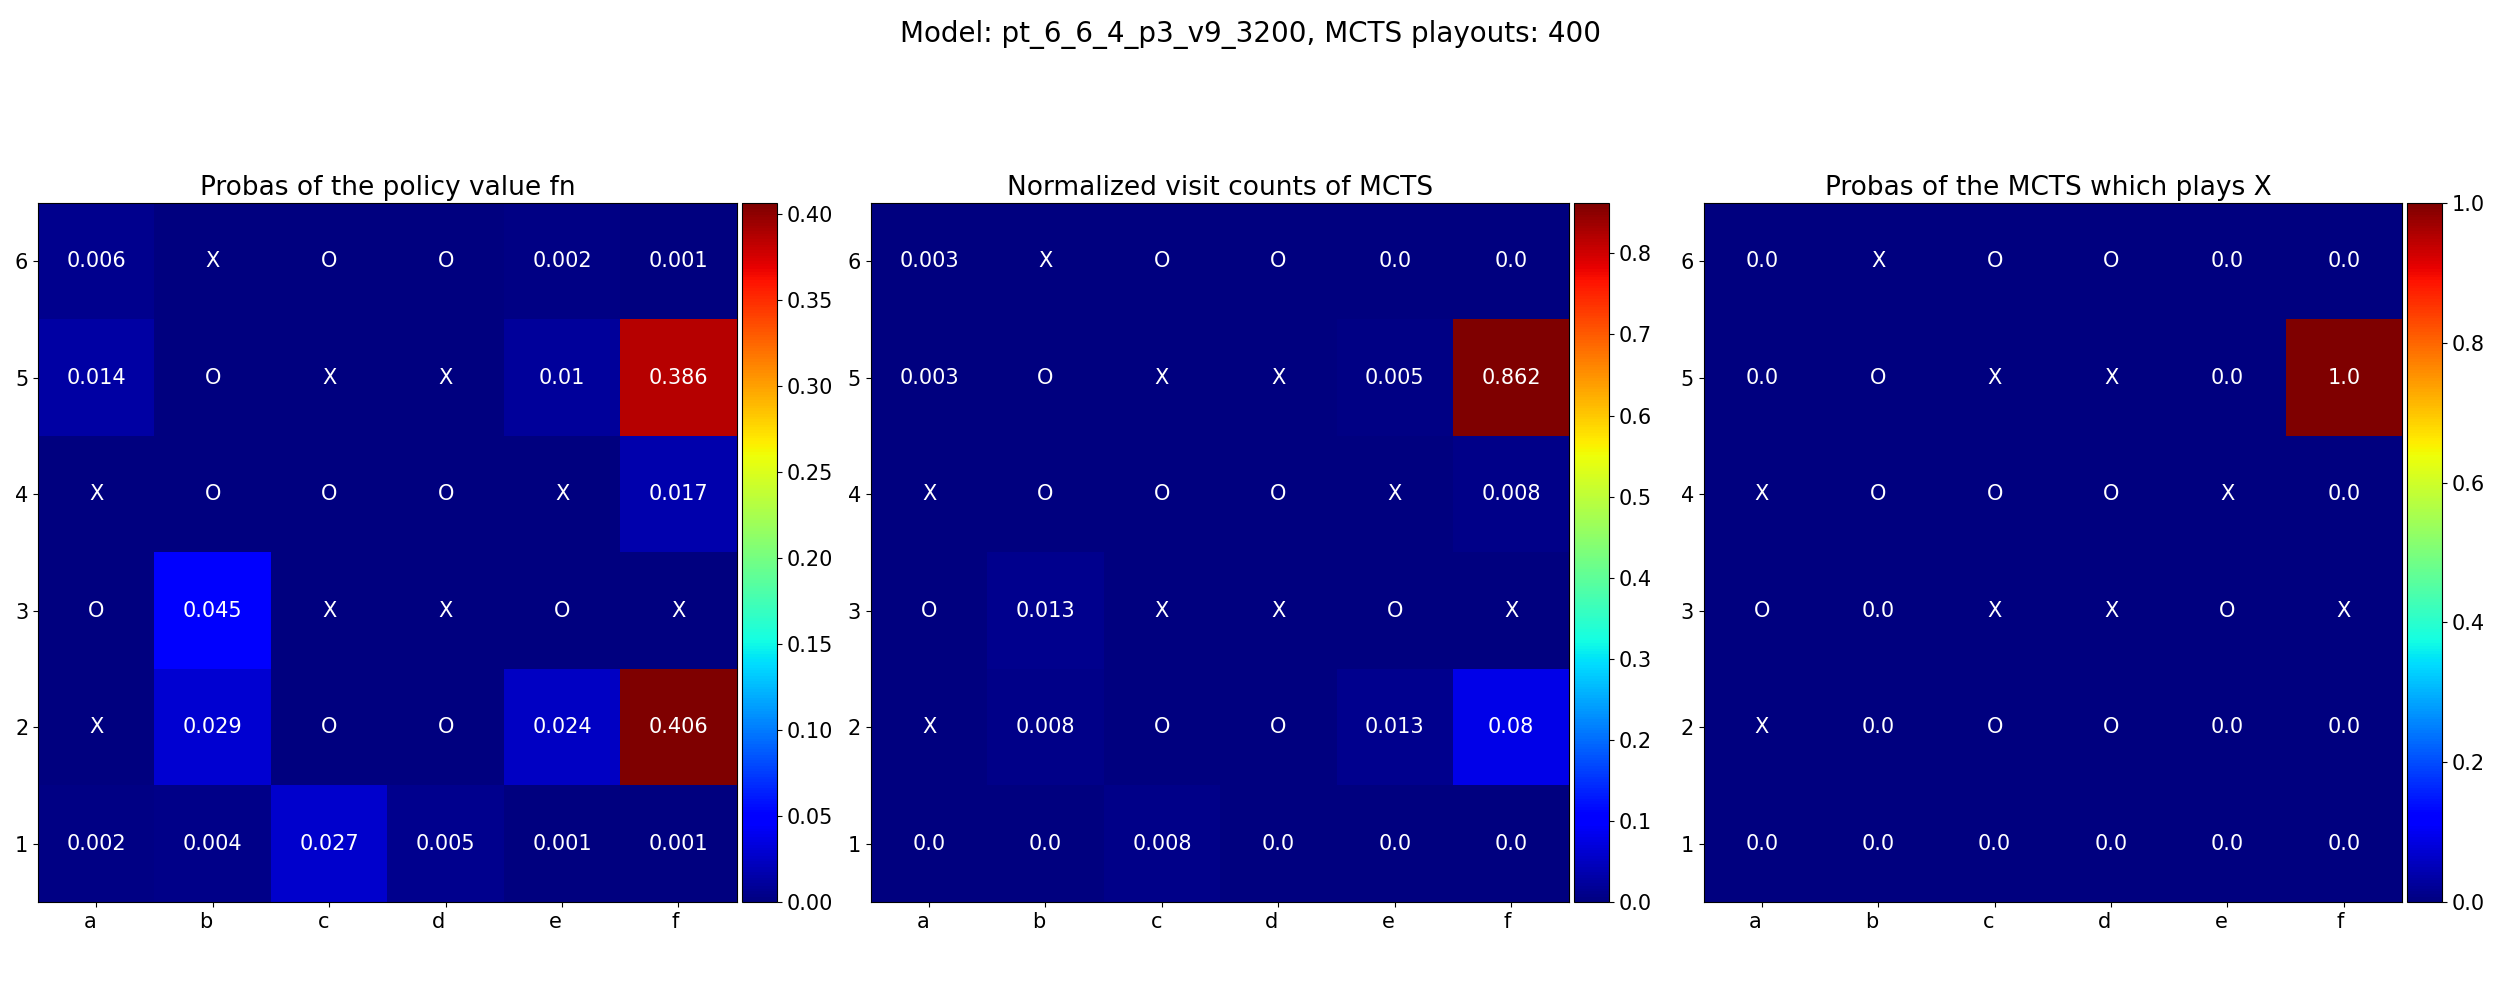 Model: pt_6_6_4_p3_v9_3200, MCTS playouts: 400
Probas of the policy value fn
6 0.006 X O O 0.002 0.001
5 0.014 O X X 0.01 0.386
4 X O O O X 0.017
3 O 0.045 X X O X
2 X 0.029 O O 0.024 0.406
1 0.002 0.004 0.027 0.005 0.001 0.001
a b c d e f
0.40
0.35
0.30
0.25
0.20
0.15
0.10
0.05
0.00
Normalized visit counts of MCTS
6 0.003 X O O 0.0 0.0
5 0.003 O X X 0.005 0.862
4 X O O O X 0.008
3 O 0.013 X X O X
2 X 0.008 O O 0.013 0.08
1 0.0 0.0 0.008 0.0 0.0 0.0
a b c d e f
0.8
0.7
0.6
0.5
0.4
0.3
0.2
0.1
0.0
Probas of the MCTS which plays X
6 0.0 X O O 0.0 0.0
5 0.0 O X X 0.0 1.0
4 X O O O X 0.0
3 O 0.0 X X O X
2 X 0.0 O O 0.0 0.0
1 0.0 0.0 0.0 0.0 0.0 0.0
a b c d e f
1.0
0.8
0.6
0.4
0.2
0.0